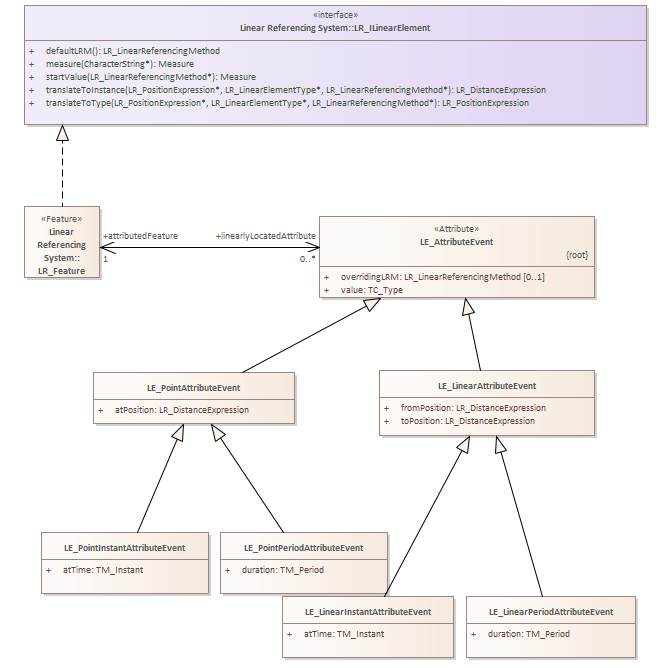 «interface»
Linear Referencing System::LR_ILinearElement
+ defaultLRM(): LR_LinearReferencingMethod
+ measure(CharacterString*): Measure
+ startValue(LR_LinearReferencingMethod*): Measure
+ translateToInstance(LR_PositionExpression*, LR_LinearElementType*, LR_LinearReferencingMethod*): LR_DistanceExpression
+ translateToType(LR_PositionExpression*, LR_LinearElementType*, LR_LinearReferencingMethod*): LR_PositionExpression
«Feature»
Linear
Referencing
System::
LR_Feature
+attributedFeature
1
+linearlyLocatedAttribute
0..*
«Attribute»
LE_AttributeEvent
{root}
+ overridingLRM: LR_LinearReferencingMethod [0..1]
+ value: TC_Type
LE_PointAttributeEvent
+ atPosition: LR_DistanceExpression
LE_LinearAttributeEvent
+ fromPosition: LR_DistanceExpression
+ toPosition: LR_DistanceExpression
LE_PointInstantAttributeEvent
+ atTime: TM_Instant
LE_PointPeriodAttributeEvent
+ duration: TM_Period
LE_LinearInstantAttributeEvent
+ atTime: TM_Instant
LE_LinearPeriodAttributeEvent
+ duration: TM_Period